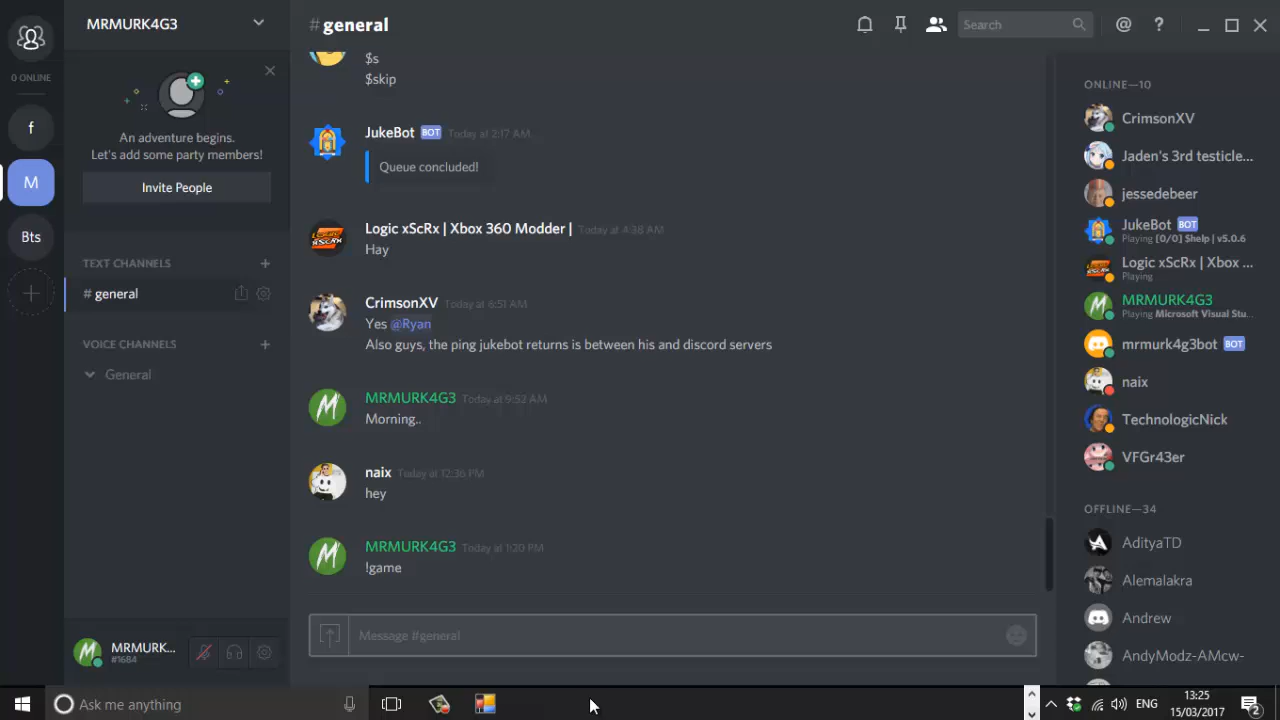 MRMURK4G3
#general
Search
0 ONLINE
f
M
Bts
An adventure begins.
Let's add some party members!
Invite People
TEXT CHANNELS
# general
VOICE CHANNELS
General
MRMURK...
#1684
$s
$skip
JukeBot BOT Today at 2:17 AM
Queue concluded!
Logic xScRx | Xbox 360 Modder | Today at 4:38 AM
Hay
CrimsonXV Today at 6:51 AM
Yes @Ryan
Also guys, the ping jukebot returns is between his and discord servers
MRMURK4G3 Today at 9:52 AM
Morning..
naix Today at 12:36 PM
hey
MRMURK4G3 Today at 1:20 PM
!game
Message #general
ONLINE—10
CrimsonXV
Jaden's 3rd testicle...
jessedebeer
JukeBot BOT
Playing [0/0] $help | v5.0.6
Logic xScRx | Xbox ...
Playing
MRMURK4G3
Playing Microsoft Visual Stu...
mrmurk4g3bot BOT
naix
TechnologicNick
VFGr43er
OFFLINE—34
AdityaTD
Alemalakra
Andrew
AndyModz-AMcw-
Ask me anything
ENG
13:25
15/03/2017
2